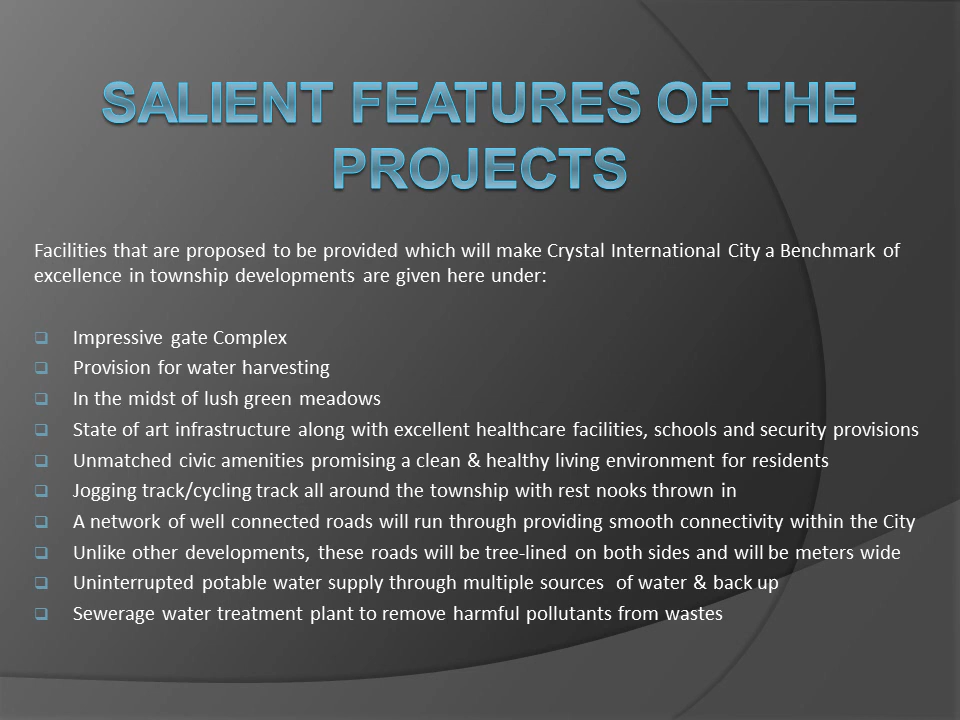 SALIENT FEATURES OF THE
PROJECTS
Facilities that are proposed to be provided which will make Crystal International City a Benchmark of
excellence in township developments are given here under:
Impressive gate Complex
Provision for water harvesting
In the midst of lush green meadows
State of art infrastructure along with excellent healthcare facilities, schools and security provisions
Unmatched civic amenities promising a clean & healthy living environment for residents
Jogging track/cycling track all around the township with rest nooks thrown in
A network of well connected roads will run through providing smooth connectivity within the City
Unlike other developments, these roads will be tree-lined on both sides and will be meters wide
Uninterrupted potable water supply through multiple sources of water & back up
Sewerage water treatment plant to remove harmful pollutants from wastes